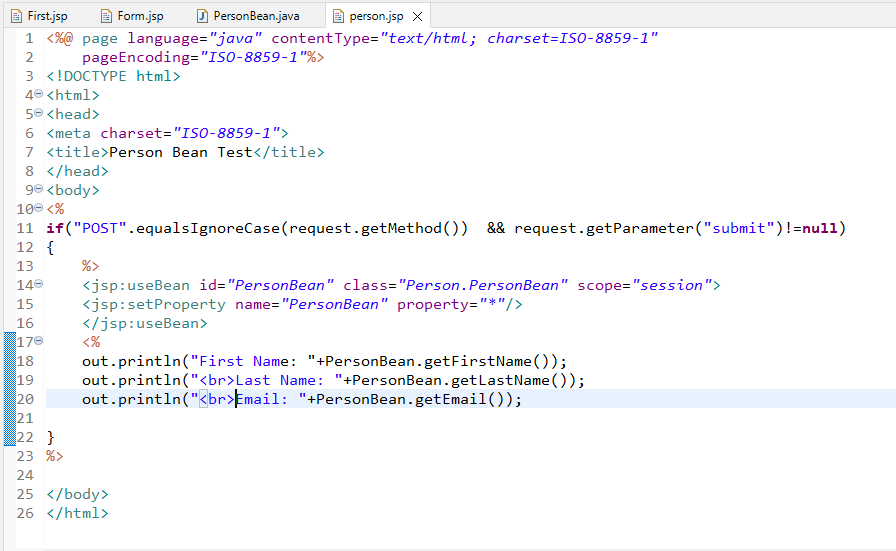 First.jsp Form.jsp PersonBean.java person.jsp
1 <%@ page language="java" contentType="text/html; charset=ISO-8859-1"
2     pageEncoding="ISO-8859-1"%>
3 <!DOCTYPE html>
4 <html>
5 <head>
6 <meta charset="ISO-8859-1">
7 <title>Person Bean Test</title>
8 </head>
9 <body>
10 <%
11 if("POST".equalsIgnoreCase(request.getMethod())  && request.getParameter("submit")!=null)
12 {
13     %>
14     <jsp:useBean id="PersonBean" class="Person.PersonBean" scope="session">
15     <jsp:setProperty name="PersonBean" property="*"/>
16     </jsp:useBean>
17     <%
18     out.println("First Name: "+PersonBean.getFirstName());
19     out.println("<br>Last Name: "+PersonBean.getLastName());
20     out.println("<br>Email: "+PersonBean.getEmail());
21
22 }
23 %>
24
25 </body>
26 </html>